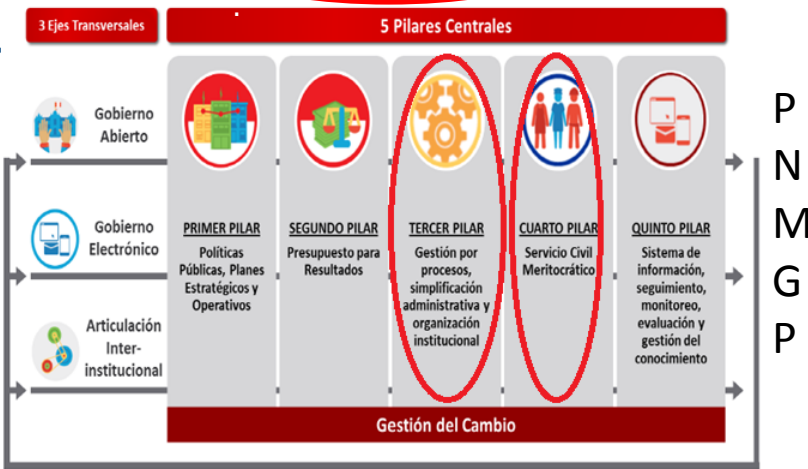 3 Ejes Transversales
5 Pilares Centrales
Gobierno
Abierto
Gobierno
Electrónico
Articulación
Inter-
institucional
PRIMER PILAR
Políticas
Públicas, Planes
Estratégicos y
Operativos
SEGUNDO PILAR
Presupuesto para
Resultados
TERCER PILAR
Gestión por
procesos,
simplificación
administrativa y
organización
institucional
CUARTO PILAR
Servicio Civil
Meritocrático
QUINTO PILAR
Sistema de
información,
seguimiento,
monitoreo,
evaluación y
gestión del
conocimiento
Gestión del Cambio
P
N
M
G
P